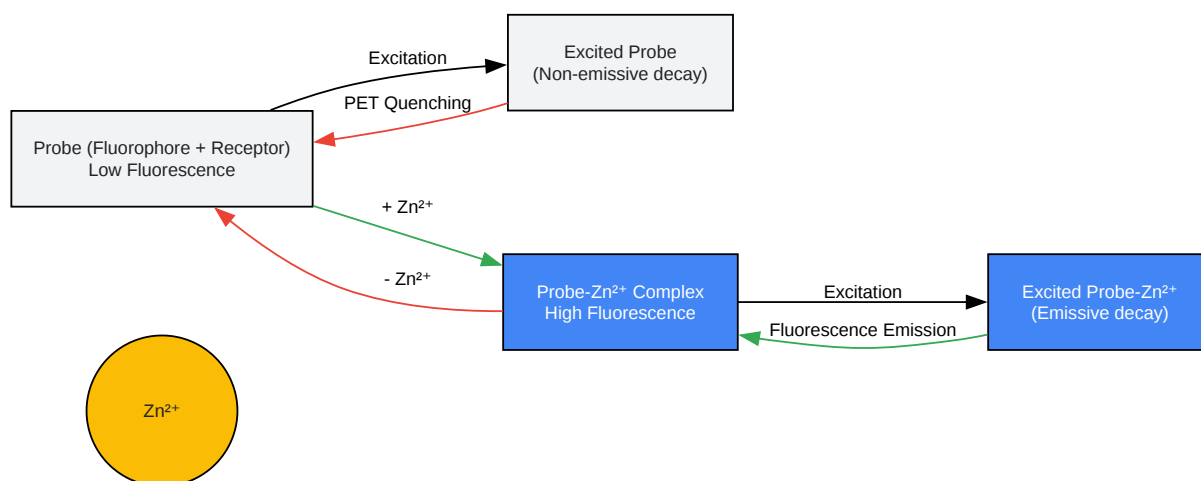 Excitation
Excited Probe
(Non-emissive decay)
PET Quenching
Probe (Fluorophore + Receptor)
Low Fluorescence
+ Zn²⁺
- Zn²⁺
Probe-Zn²⁺ Complex
High Fluorescence
Excitation
Fluorescence Emission
Excited Probe-Zn²⁺
(Emissive decay)
Zn²⁺